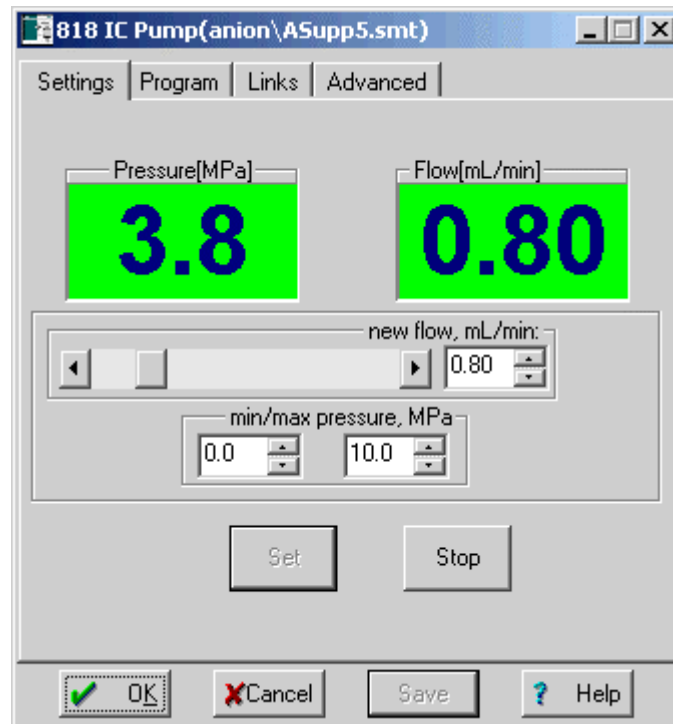 818 IC Pump(anion\ASupp5.smt)
Settings Program Links Advanced
Pressure[MPa] Flow[mL/min]
3.8 0.80
new flow, mL/min:
0.80
min/max pressure, MPa
0.0 10.0
Set Stop
OK Cancel Save ? Help